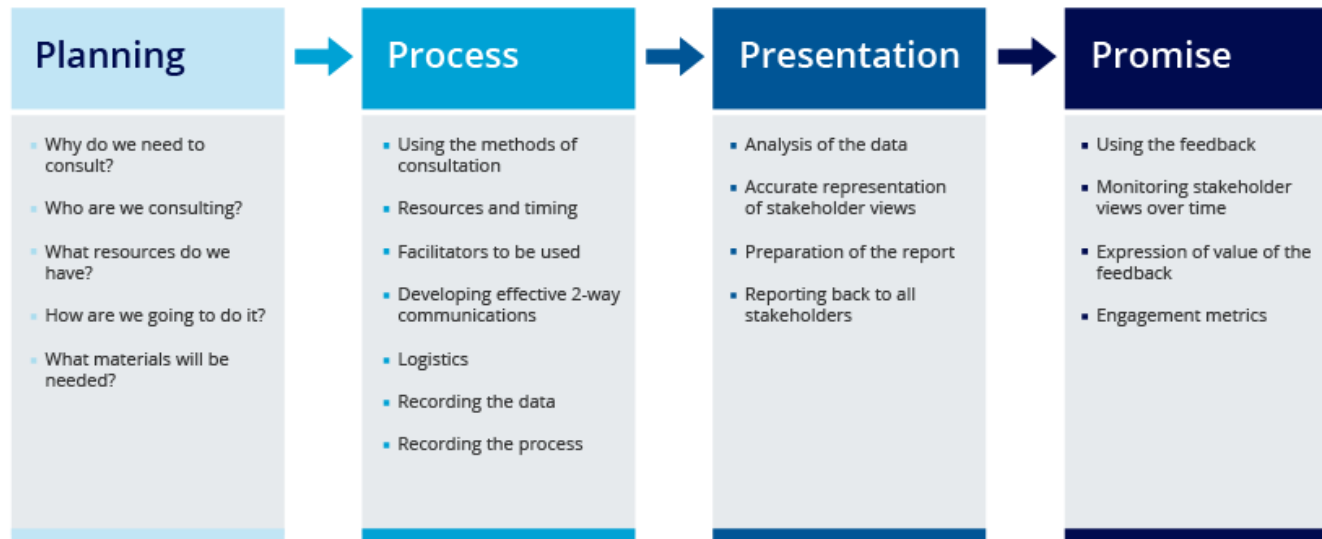 Planning
Why do we need to
consult?
Who are we consulting?
What resources do we
have?
How are we going to do it?
What materials will be
needed?
Process
Using the methods of
consultation
Resources and timing
Facilitators to be used
Developing effective 2-way
communications
Logistics
Recording the data
Recording the process
Presentation
Analysis of the data
Accurate representation
of stakeholder views
Preparation of the report
Reporting back to all
stakeholders
Promise
Using the feedback
Monitoring stakeholder
views over time
Expression of value of the
feedback
Engagement metrics